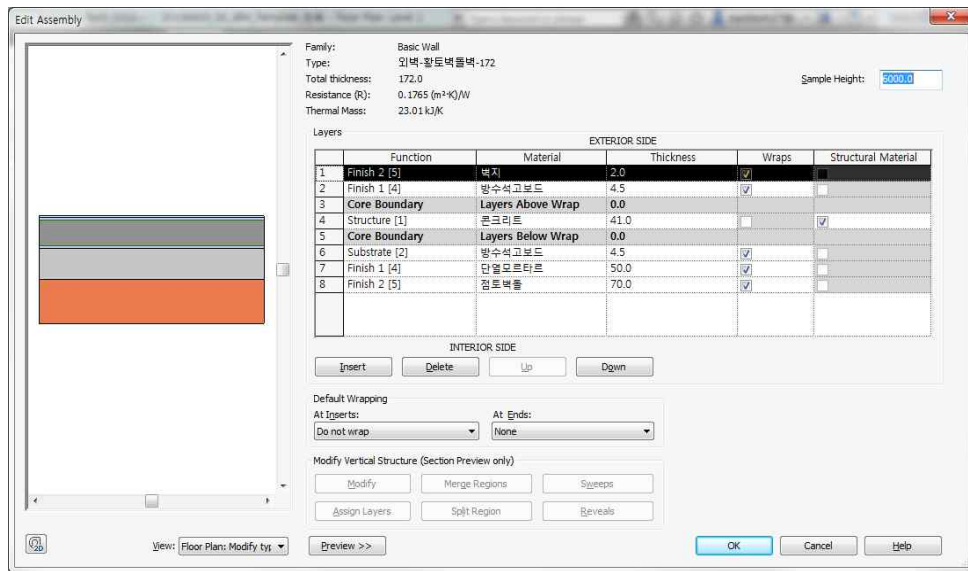 Edit Assembly
Family: Basic Wall
Type: 외벽-황토벽돌벽-172
Total thickness: 172.0
Resistance (R): 0.1765 (m²·K)/W
Thermal Mass: 23.01 kJ/K
Sample Height: 6000.0
Layers
EXTERIOR SIDE
Function Material Thickness Wraps Structural Material
1 Finish 2 [5] 벽지 2.0
2 Finish 1 [4] 방수석고보드 4.5
3 Core Boundary Layers Above Wrap 0.0
4 Structure [1] 콘크리트 41.0
5 Core Boundary Layers Below Wrap 0.0
6 Substrate [2] 방수석고보드 4.5
7 Finish 1 [4] 단열모르타르 50.0
8 Finish 2 [5] 점토벽돌 70.0
INTERIOR SIDE
Insert Delete Up Down
Default Wrapping
At Inserts: At Ends:
Do not wrap None
Modify Vertical Structure (Section Preview only)
Modify Merge Regions Sweeps
Assign Layers Split Region Reveals
View: Floor Plan: Modify typ Preview >> OK Cancel Help